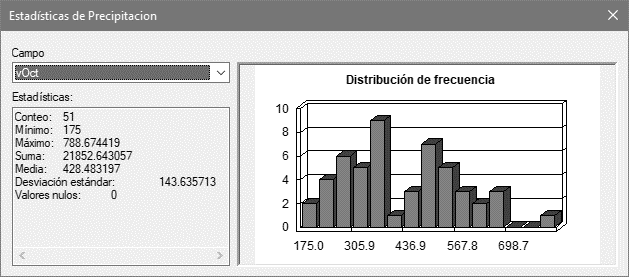 Estadísticas de Precipitacion
Campo
vOct
Estadísticas:
Conteo: 51
Mínimo: 175
Máximo: 788.674419
Suma: 21852.643057
Media: 428.483197
Desviación estándar: 143.635713
Valores nulos: 0
Distribución de frecuencia
10
8
6
4
2
0
175.0 305.9 436.9 567.8 698.7